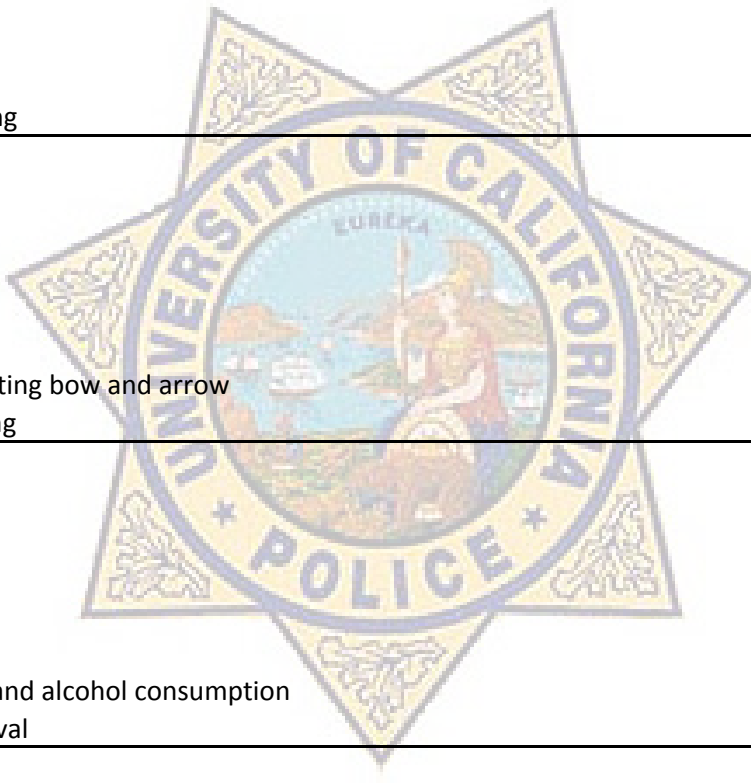 ng
UNIVERSITY OF CALIFORNIA
EUREKA
ting bow and arrow
ng
POLICE
and alcohol consumption
val